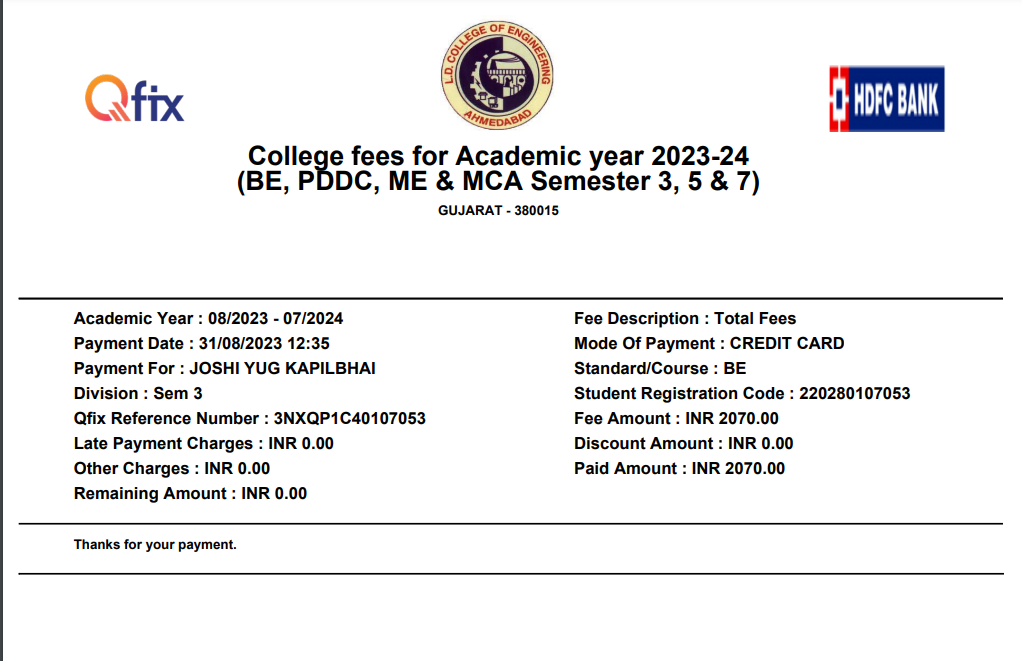 Qfix
L.D. COLLEGE OF ENGINEERING
AHMEDABAD
HDFC BANK
College fees for Academic year 2023-24
(BE, PDDC, ME & MCA Semester 3, 5 & 7)
GUJARAT - 380015
Academic Year : 08/2023 - 07/2024
Payment Date : 31/08/2023 12:35
Payment For : JOSHI YUG KAPILBHAI
Division : Sem 3
Qfix Reference Number : 3NXQP1C40107053
Late Payment Charges : INR 0.00
Other Charges : INR 0.00
Remaining Amount : INR 0.00
Fee Description : Total Fees
Mode Of Payment : CREDIT CARD
Standard/Course : BE
Student Registration Code : 220280107053
Fee Amount : INR 2070.00
Discount Amount : INR 0.00
Paid Amount : INR 2070.00
Thanks for your payment.